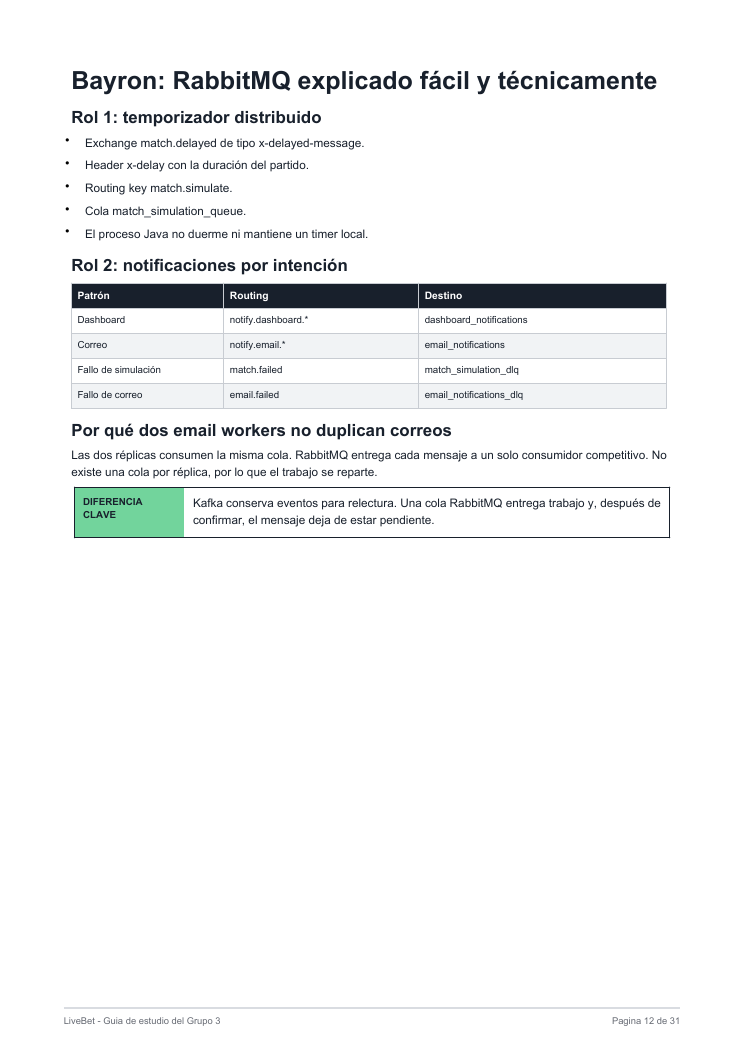 Bayron: RabbitMQ explicado fácil y técnicamente
Rol 1: temporizador distribuido
• Exchange match.delayed de tipo x-delayed-message.
• Header x-delay con la duración del partido.
• Routing key match.simulate.
• Cola match_simulation_queue.
• El proceso Java no duerme ni mantiene un timer local.
Rol 2: notificaciones por intención
Patrón Routing Destino
Dashboard notify.dashboard.* dashboard_notifications
Correo notify.email.* email_notifications
Fallo de simulación match.failed match_simulation_dlq
Fallo de correo email.failed email_notifications_dlq
Por qué dos email workers no duplican correos
Las dos réplicas consumen la misma cola. RabbitMQ entrega cada mensaje a un solo consumidor competitivo. No
existe una cola por réplica, por lo que el trabajo se reparte.
DIFERENCIA
CLAVE
Kafka conserva eventos para relectura. Una cola RabbitMQ entrega trabajo y, después de
confirmar, el mensaje deja de estar pendiente.
LiveBet - Guia de estudio del Grupo 3
Pagina 12 de 31